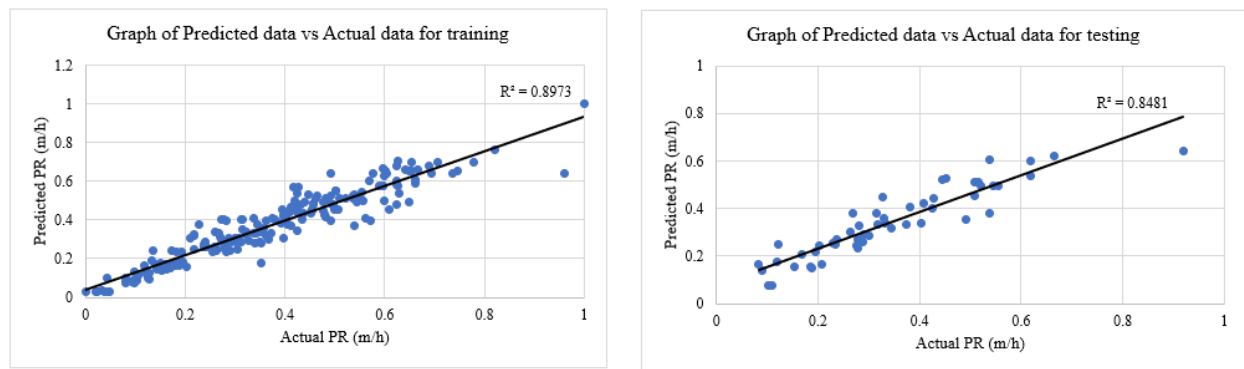 Graph of Predicted data vs Actual data for training
1.2
R² = 0.8973
1
0.8
0.6
0.4
0.2
0
Predicted PR (m/h)
0 0.2 0.4 0.6 0.8 1
Actual PR (m/h)
Graph of Predicted data vs Actual data for testing
1
R² = 0.8481
0.8
0.6
0.4
0.2
0
Predicted PR (m/h)
0 0.2 0.4 0.6 0.8 1
Actual PR (m/h)